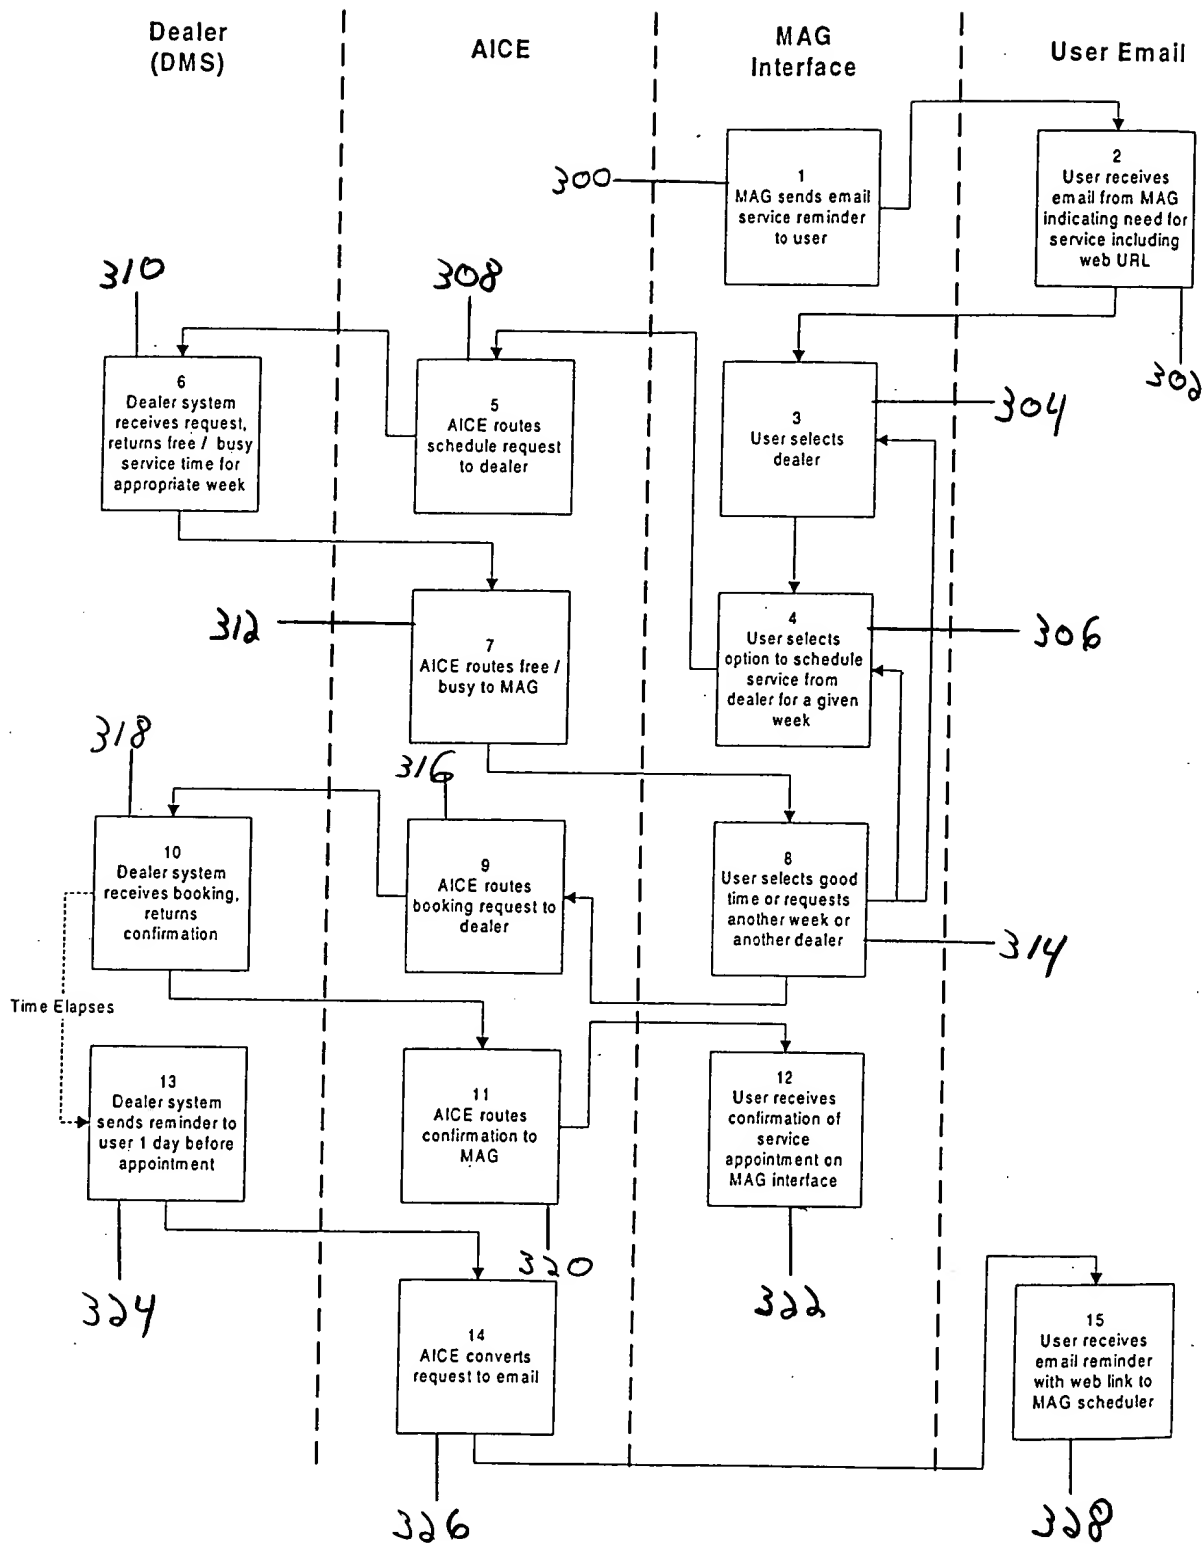 Dealer
(DMS)
AICE
MAG
Interface
User Email
300
1
MAG sends email
service reminder
to user
2
User receives
email from MAG
indicating need for
service including
web URL
302
310
308
6
Dealer system
receives request,
returns free / busy
service time for
appropriate week
5
AICE routes
schedule request
to dealer
3
User selects
dealer
304
312
7
AICE routes free /
busy to MAG
4
User selects
option to schedule
service from
dealer for a given
week
306
318
316
10
Dealer system
receives booking,
returns
confirmation
9
AICE routes
booking request to
dealer
8
User selects good
time or requests
another week or
another dealer
314
Time Elapses
13
Dealer system
sends reminder to
user 1 day before
appointment
324
11
AICE routes
confirmation to
MAG
320
12
User receives
confirmation of
service
appointment on
MAG interface
322
14
AICE converts
request to email
326
15
User receives
email reminder
with web link to
MAG scheduler
328